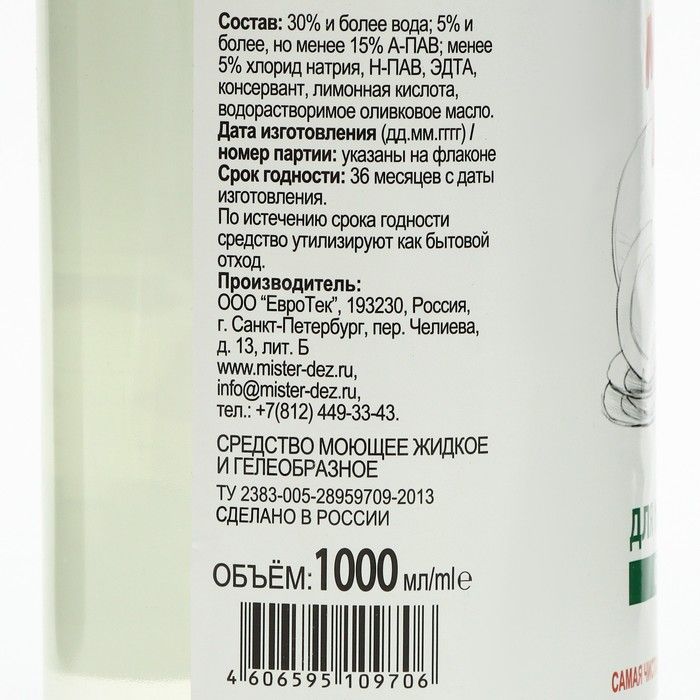 Состав: 30% и более вода; 5% и
более, но менее 15% А-ПАВ; менее
5% хлорид натрия, Н-ПАВ, ЭДТА,
консервант, лимонная кислота,
водорастворимое оливковое масло.
Дата изготовления (дд.мм.гггг) /
номер партии: указаны на флаконе
Срок годности: 36 месяцев с даты
изготовления.
По истечению срока годности
средство утилизируют как бытовой
отход.
Производитель:
ООО “ЕвроТек”, 193230, Россия,
г. Санкт-Петербург, пер. Челиева,
д. 13, лит. Б
www.mister-dez.ru,
info@mister-dez.ru,
тел.: +7(812) 449-33-43.
СРЕДСТВО МОЮЩЕЕ ЖИДКОЕ
И ГЕЛЕОБРАЗНОЕ
ТУ 2383-005-28959709-2013
СДЕЛАНО В РОССИИ
ОБЪЁМ: 1000 мл/ml℮
4 606595 109706
ДЛЯ
САМАЯ